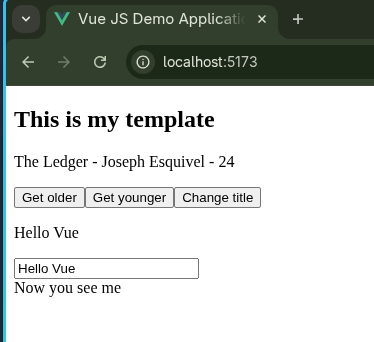 Vue JS Demo Applicatic
localhost:5173
This is my template
The Ledger - Joseph Esquivel - 24
Get older Get younger Change title
Hello Vue
Hello Vue
Now you see me